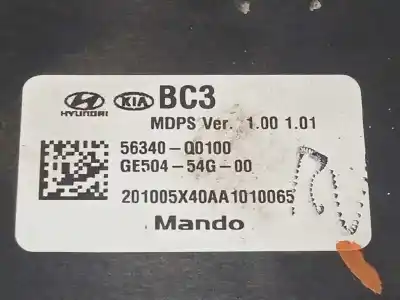 HYUNDAI KIA BC3
MDPS Ver. 1.00 1.01
56340-Q0100
GE504-54G-00
201005X40AA1010065
Mando